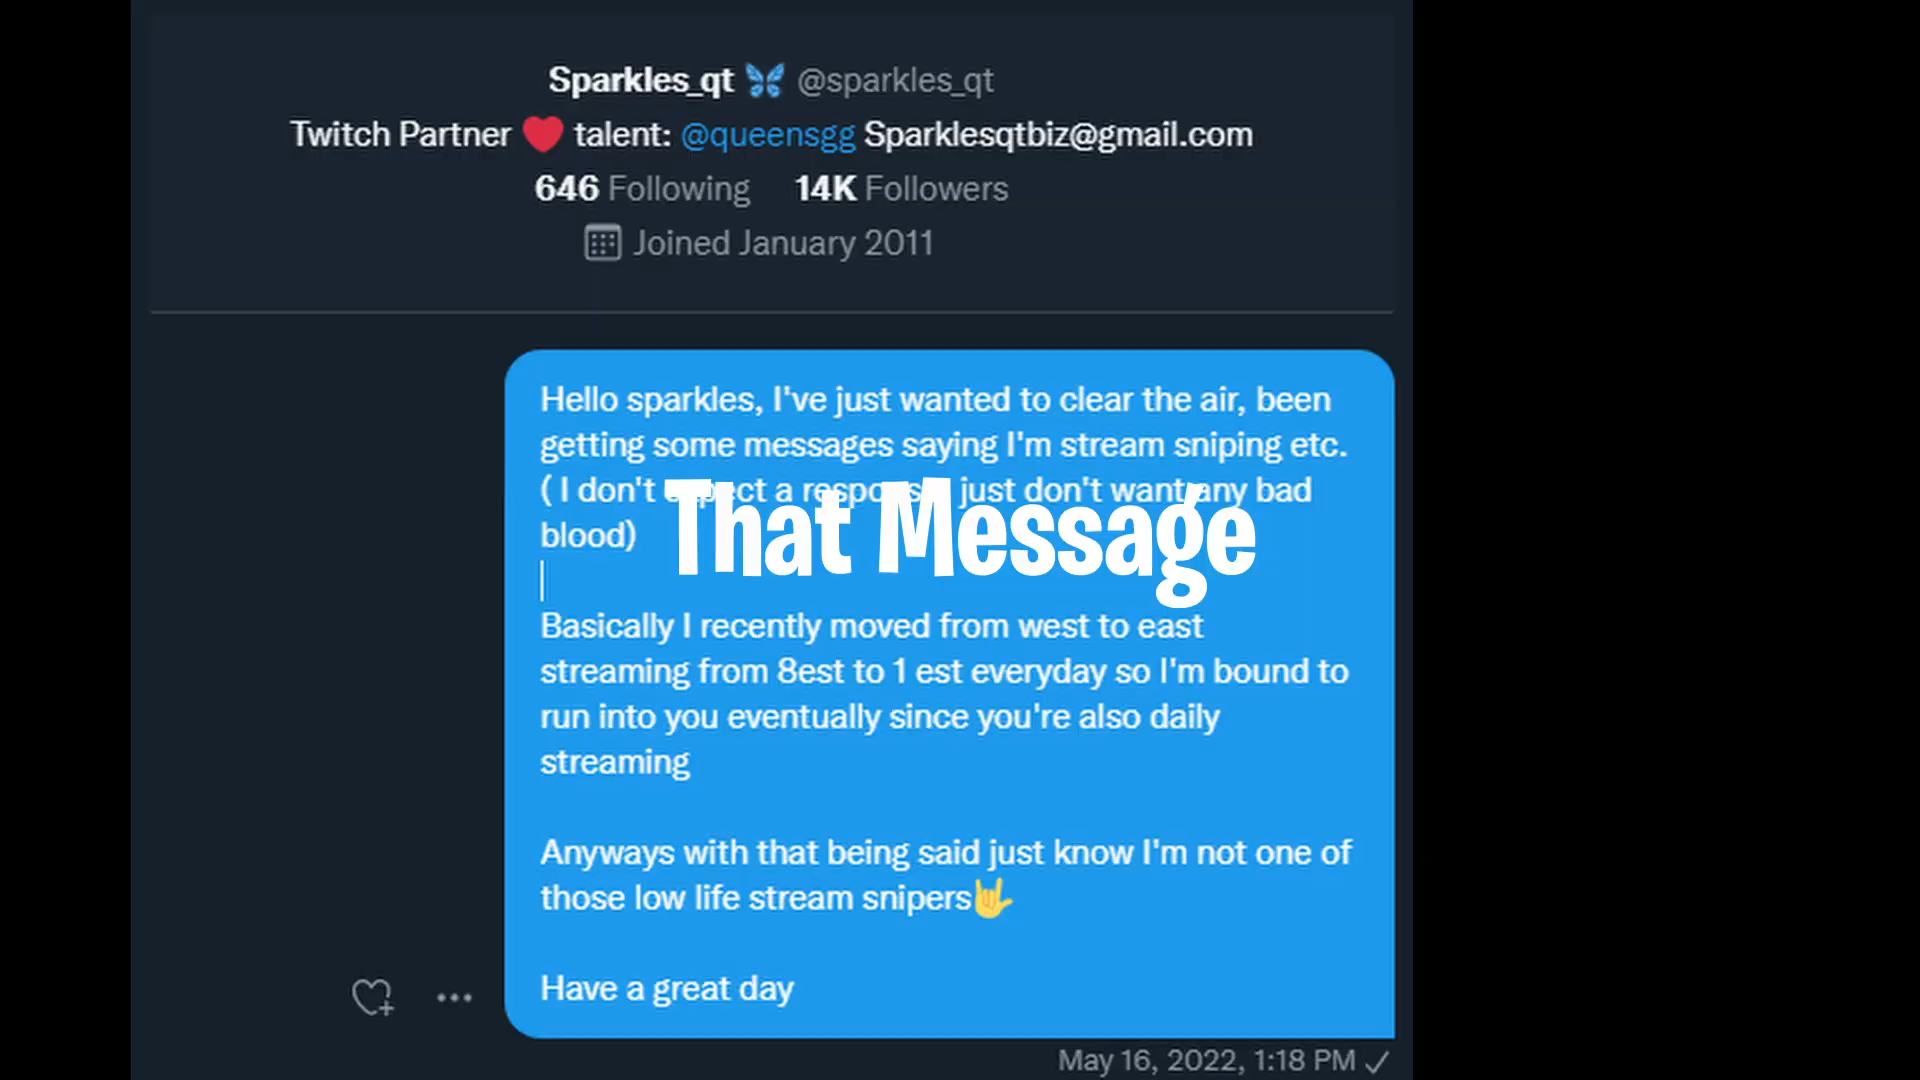 Sparkles_qt @sparkles_qt
Twitch Partner talent: @queensgg Sparklesqtbiz@gmail.com
646 Following 14K Followers
Joined January 2011
Hello sparkles, I've just wanted to clear the air, been
getting some messages saying I'm stream sniping etc.
( I don't a just don't want any bad
blood)
That Message
Basically I recently moved from west to east
streaming from 8est to 1 est everyday so I'm bound to
run into you eventually since you're also daily
streaming
Anyways with that being said just know I'm not one of
those low life stream snipers🤟
Have a great day
May 16, 2022, 1:18 PM